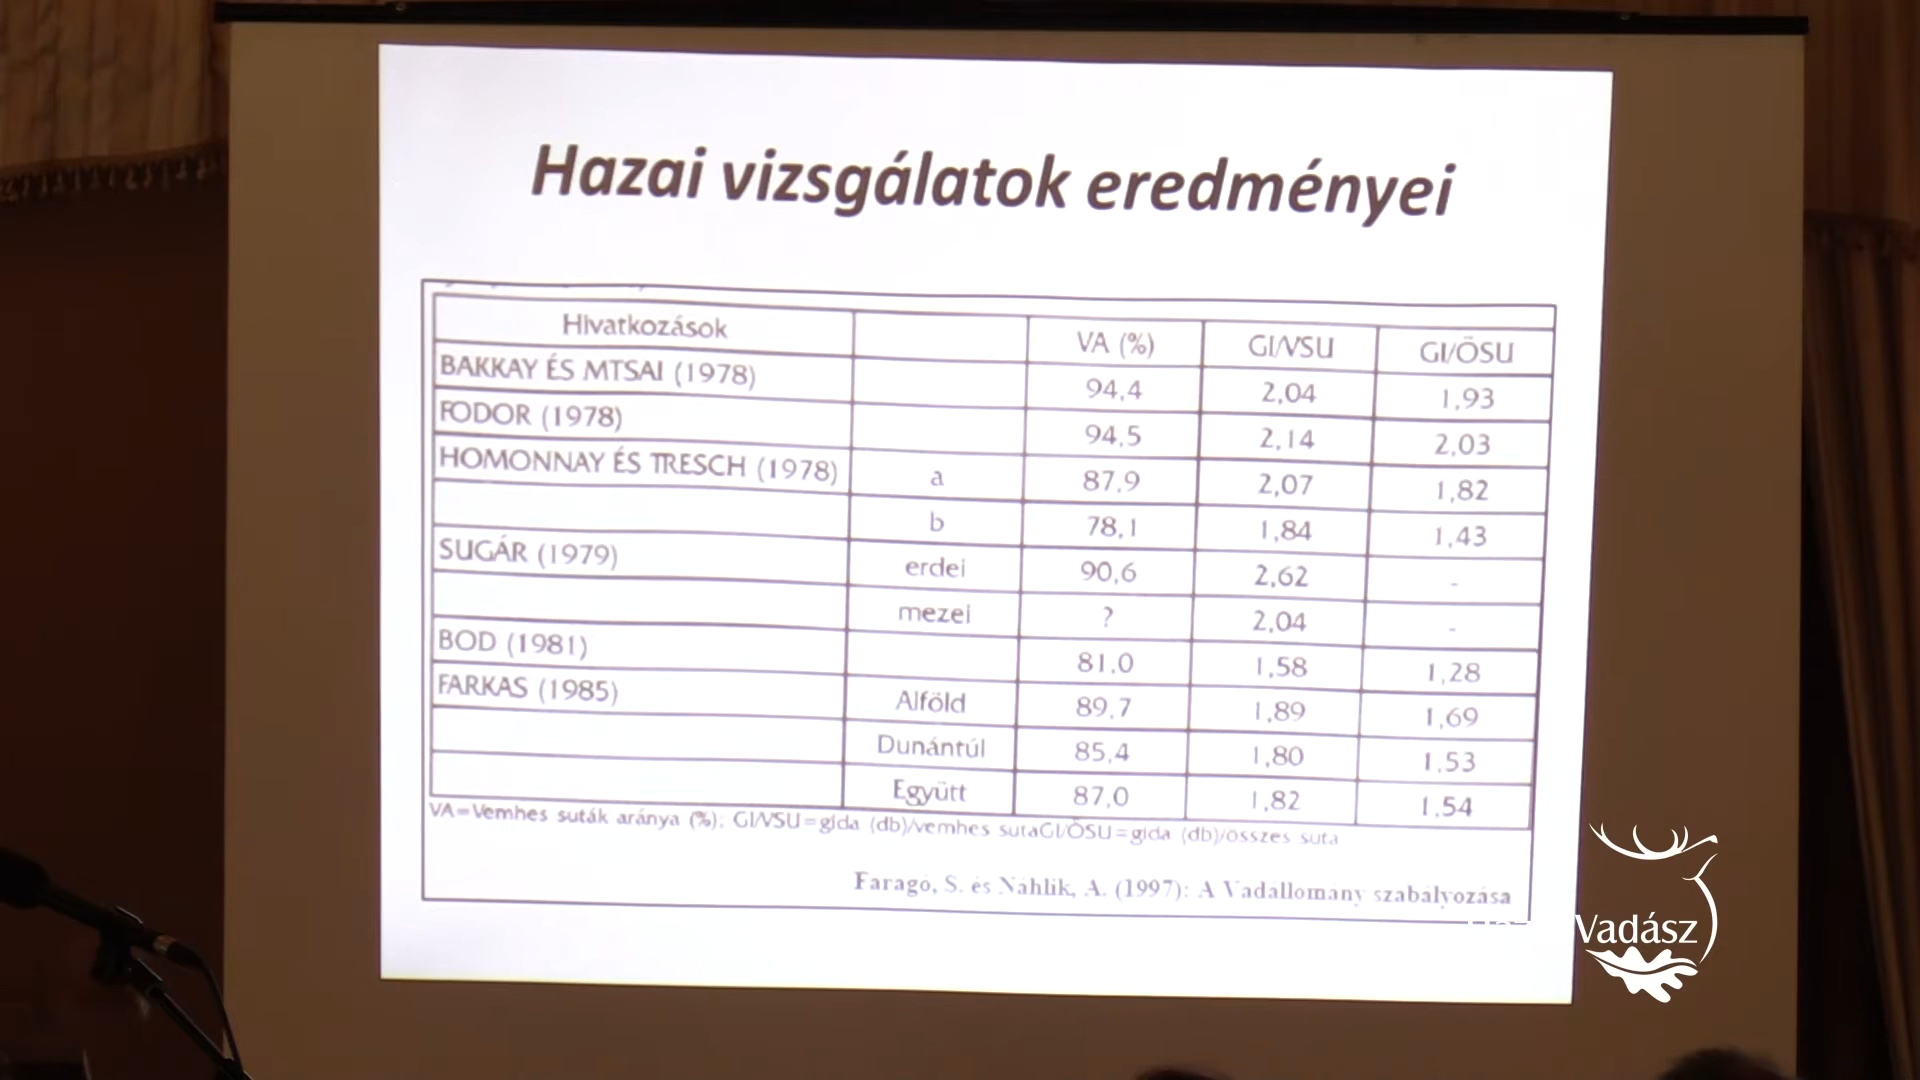 Hazai vizsgálatok eredményei
Hivatkozások VA (%) GI/VSU GI/ÖSU
BAKKAY ÉS MTSAI (1978) 94,4 2,04 1,93
FODOR (1978) 94,5 2,14 2,03
HOMONNAY ÉS TRESCH (1978) a 87,9 2,07 1,82
b 78,1 1,84 1,43
SUGÁR (1979) erdei 90,6 2,62 -
mezei ? 2,04 -
BOD (1981) 81,0 1,58 1,28
FARKAS (1985) Alföld 89,7 1,89 1,69
Dunántúl 85,4 1,80 1,53
Együtt 87,0 1,82 1,54
VA=Vemhes suták aránya (%); GI/VSU=gida (db)/vemhes sutaGI/ÖSU=gida (db)/összes suta
Faragó, S. és Náhlik, A. (1997): A Vadállomány szabályozása
Vadász